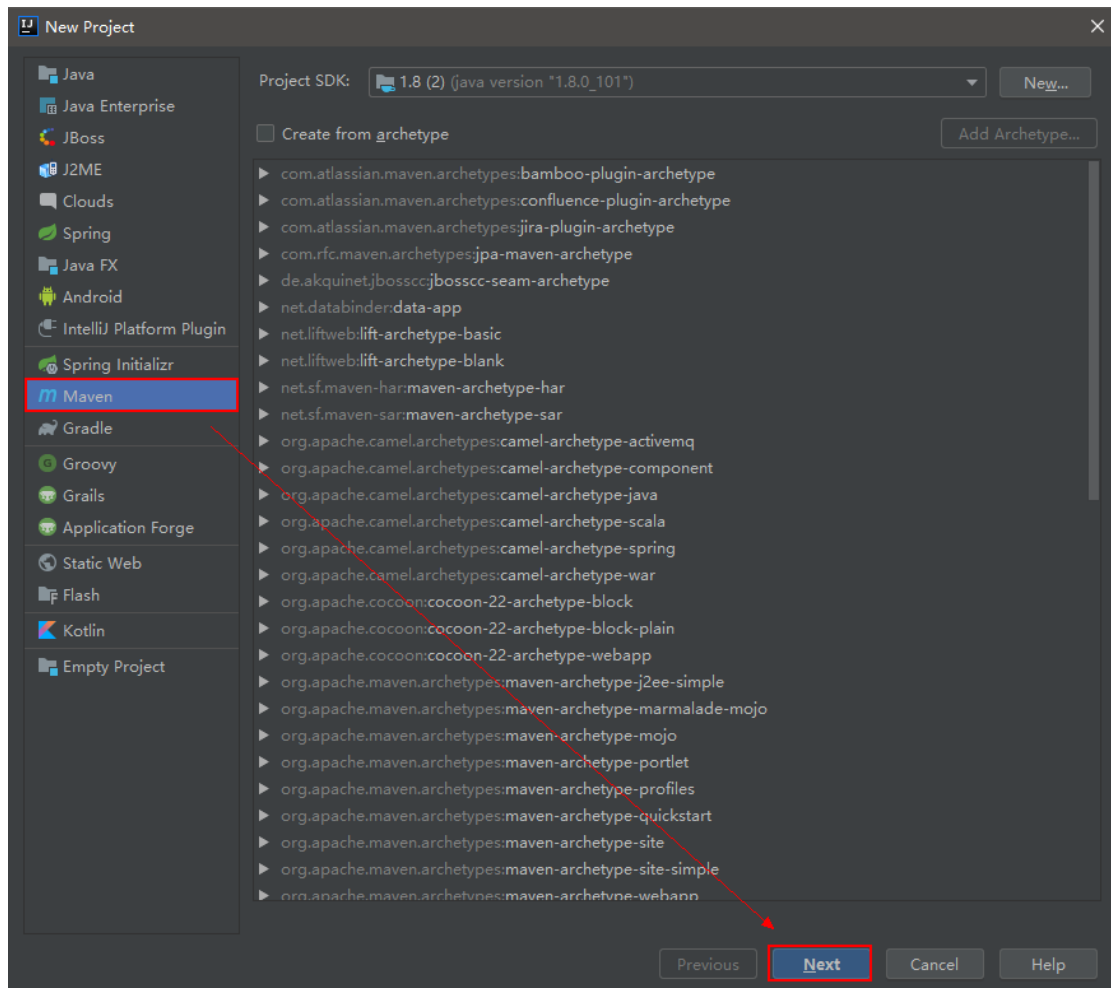 New Project
Java
Java Enterprise
JBoss
J2ME
Clouds
Spring
Java FX
Android
IntelliJ Platform Plugin
Spring Initializr
Maven
Gradle
Groovy
Grails
Application Forge
Static Web
Flash
Kotlin
Empty Project
Project SDK: 1.8 (2) (java version "1.8.0_101") New...
Create from archetype Add Archetype...
com.atlassian.maven.archetypes:bamboo-plugin-archetype
com.atlassian.maven.archetypes:confluence-plugin-archetype
com.atlassian.maven.archetypes:jira-plugin-archetype
com.rfc.maven.archetypes:jpa-maven-archetype
de.akquinet.jbosscc:jbosscc-seam-archetype
net.databinder:data-app
net.liftweb:lift-archetype-basic
net.liftweb:lift-archetype-blank
net.sf.maven-har:maven-archetype-har
net.sf.maven-sar:maven-archetype-sar
org.apache.camel.archetypes:camel-archetype-activemq
org.apache.camel.archetypes:camel-archetype-component
org.apache.camel.archetypes:camel-archetype-java
org.apache.camel.archetypes:camel-archetype-scala
org.apache.camel.archetypes:camel-archetype-spring
org.apache.camel.archetypes:camel-archetype-war
org.apache.cocoon:cocoon-22-archetype-block
org.apache.cocoon:cocoon-22-archetype-block-plain
org.apache.cocoon:cocoon-22-archetype-webapp
org.apache.maven.archetypes:maven-archetype-j2ee-simple
org.apache.maven.archetypes:maven-archetype-marmalade-mojo
org.apache.maven.archetypes:maven-archetype-mojo
org.apache.maven.archetypes:maven-archetype-portlet
org.apache.maven.archetypes:maven-archetype-profiles
org.apache.maven.archetypes:maven-archetype-quickstart
org.apache.maven.archetypes:maven-archetype-site
org.apache.maven.archetypes:maven-archetype-site-simple
org.apache.maven.archetypes:maven-archetype-webapp
Previous Next Cancel Help